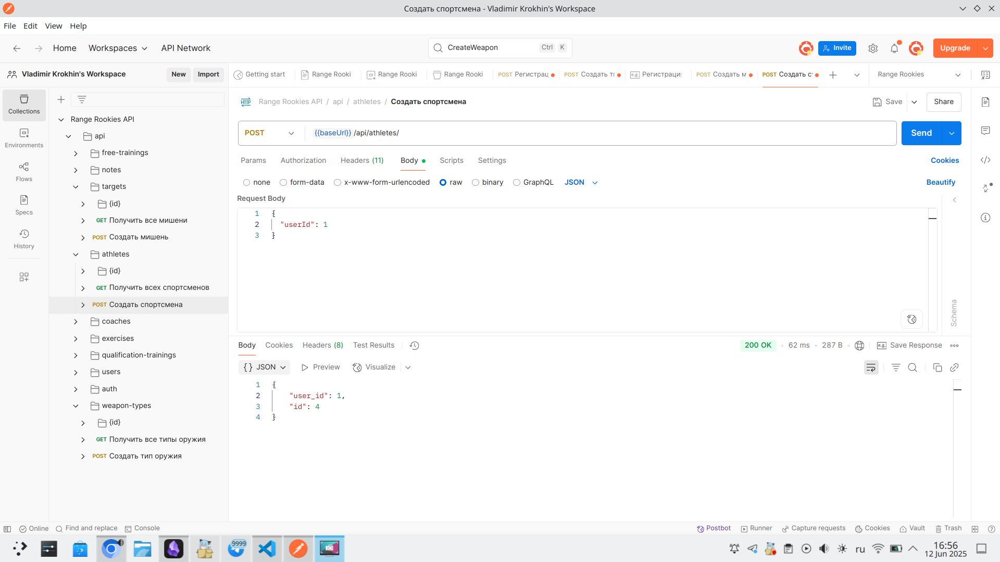 Создать спортсмена - Vladimir Krokhin's Workspace
File Edit View Help
Home Workspaces API Network
CreateWeapon Ctrl K
Invite Upgrade
Vladimir Krokhin's Workspace New Import
Getting start Range Rooki Range Rooki Range Rooki POST Регистрац POST Создать ти e.g. Регистрация POST Создать м POST Создать с Range Rookies
Collections
Environments
Flows
Specs
History
Range Rookies API
api
free-trainings
notes
targets
{id}
GET Получить все мишени
POST Создать мишень
athletes
{id}
GET Получить всех спортсменов
POST Создать спортсмена
coaches
exercises
qualification-trainings
users
auth
weapon-types
{id}
GET Получить все типы оружия
POST Создать тип оружия
HTTP Range Rookies API / api / athletes / Создать спортсмена Save Share
POST {{baseUrl}} /api/athletes/ Send
Params Authorization Headers (11) Body Scripts Settings Cookies
none form-data x-www-form-urlencoded raw binary GraphQL JSON Beautify
Request Body
1 {
2 "userId": 1
3 }
Schema
Body Cookies Headers (8) Test Results 200 OK 62 ms 287 B e.g. Save Response
{} JSON Preview Visualize
1 {
2 "user_id": 1,
3 "id": 4
4 }
Online Find and replace Console Postbot Runner Capture requests Cookies Vault Trash
9999 ru 16:56
12 Jun 2025